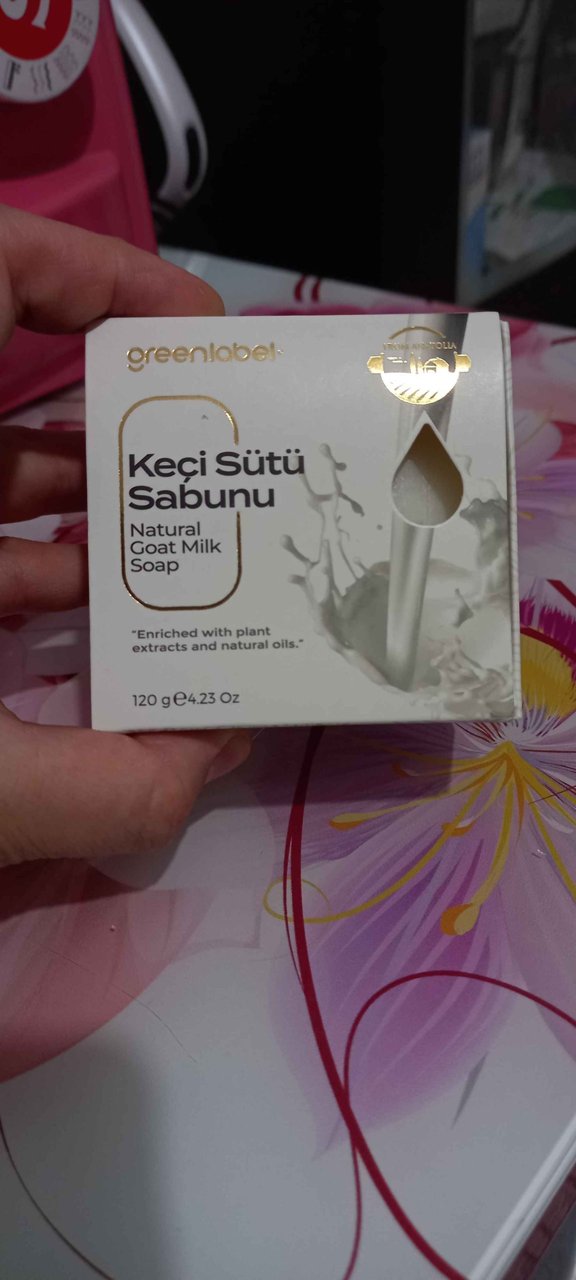 greenlabel
Keçi Sütü
Sabunu
Natural
Goat Milk
Soap
"Enriched with plant
extracts and natural oils."
120 g℮4.23 Oz